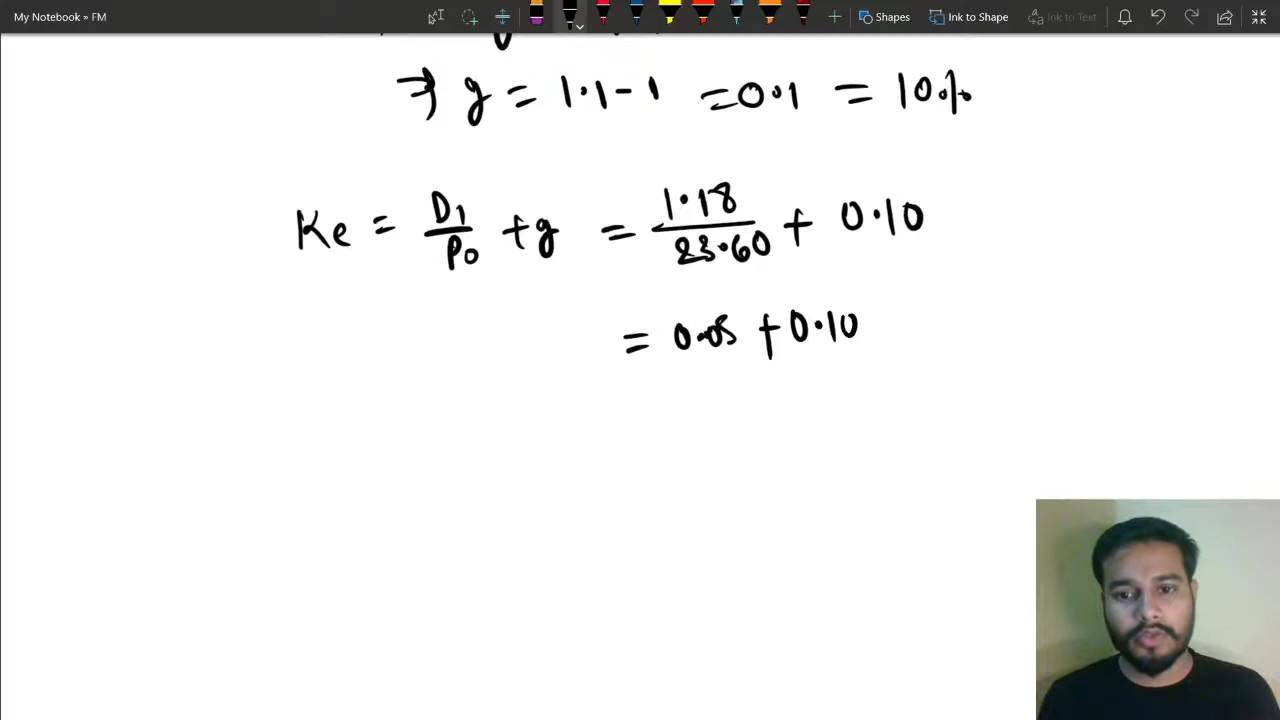 My Notebook » FM
Shapes Ink to Shape Ink to Text
⇒ g = 1.1 - 1 = 0.1 = 10%
Ke = D1/P0 + g = 1.18/23.60 + 0.10
= 0.05 + 0.10